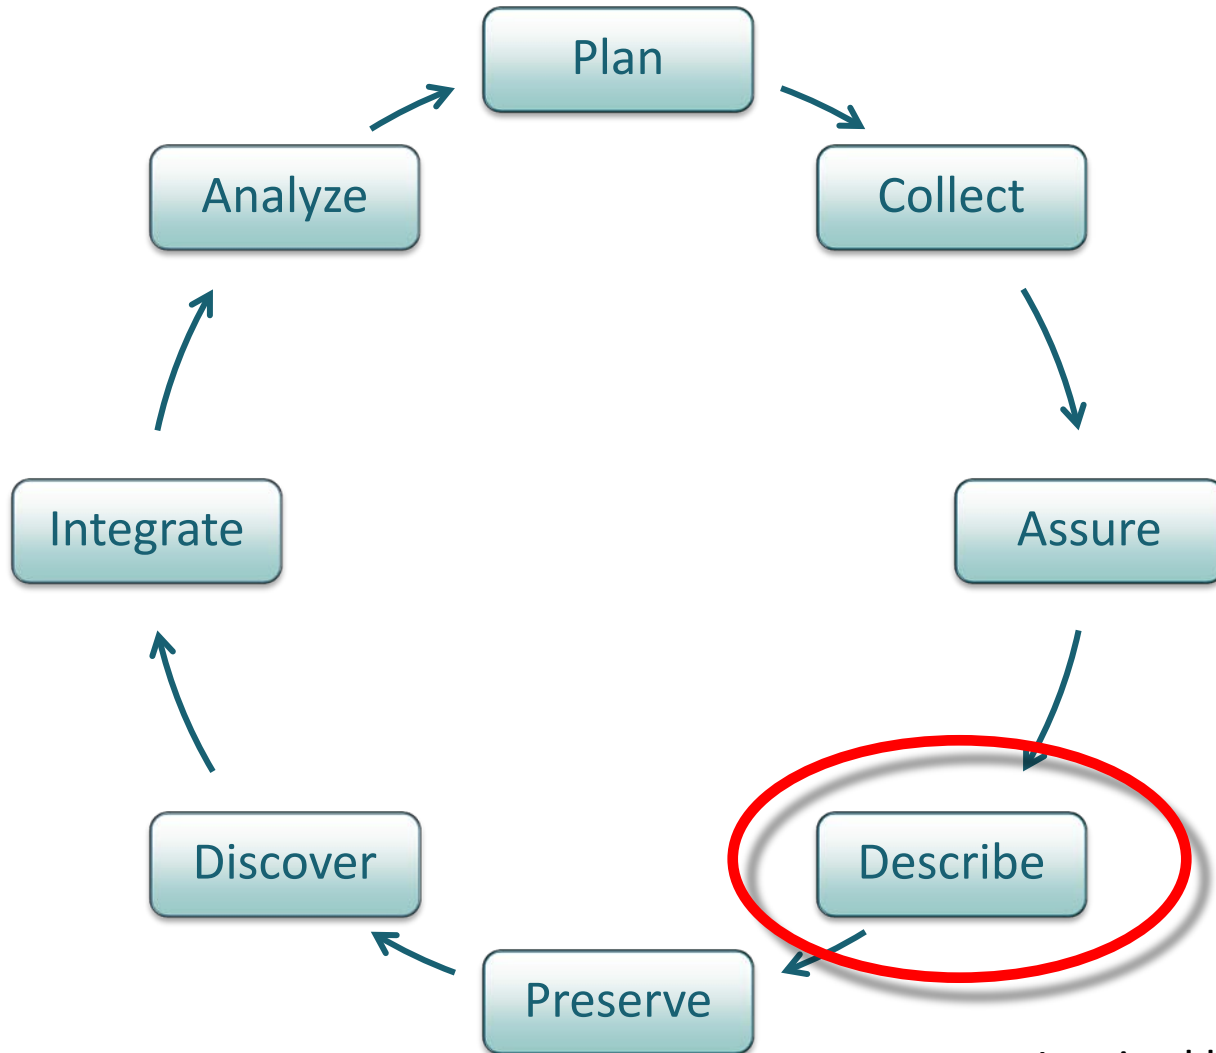 Plan
Analyze
Collect
Integrate
Assure
Discover
Describe
Preserve